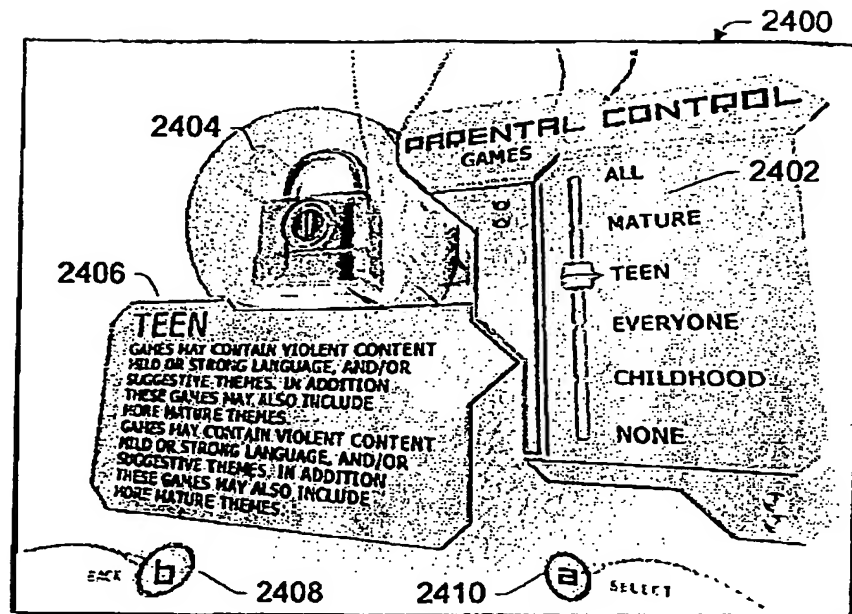 2400
PARENTAL CONTROL
GAMES
2404
ALL
2402
MATURE
2406
TEEN
EVERYONE
CHILDHOOD
NONE
TEEN
GAMES MAY CONTAIN VIOLENT CONTENT
MILD OR STRONG LANGUAGE, AND/OR
SUGGESTIVE THEMES. IN ADDITION
THESE GAMES MAY ALSO INCLUDE
MORE MATURE THEMES.
GAMES MAY CONTAIN VIOLENT CONTENT
MILD OR STRONG LANGUAGE, AND/OR
SUGGESTIVE THEMES. IN ADDITION
THESE GAMES MAY ALSO INCLUDE
MORE MATURE THEMES.
BACK b 2408
2410 a SELECT